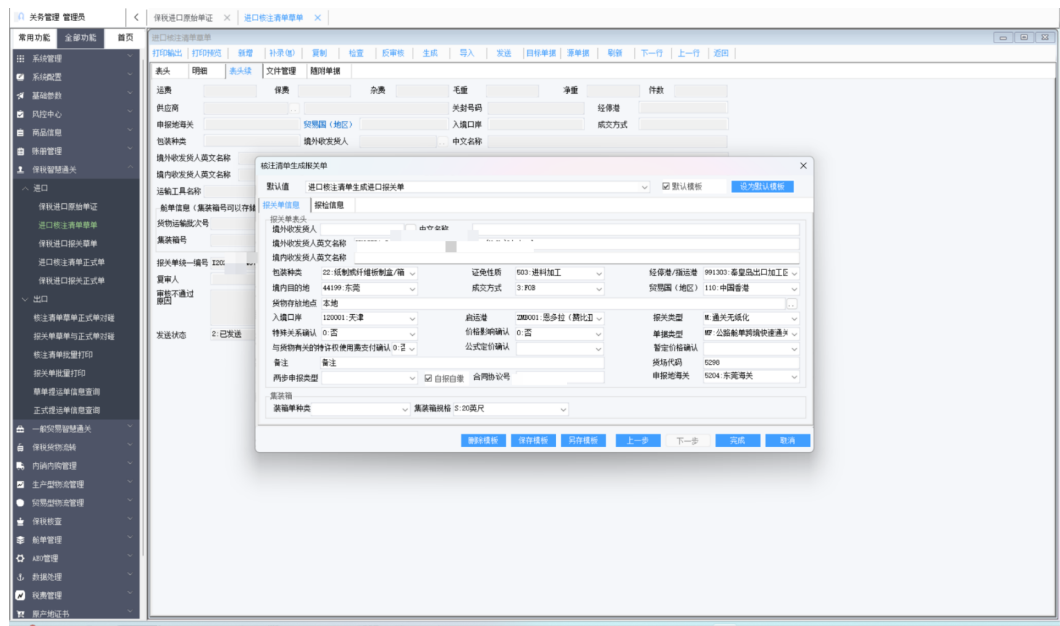 关务管理 管理员
保税进口原始单证
进口核注清单草单
常用功能 全部功能 首页
进口核注清单草单
打印输出 打印预览 新增 补录(W) 复制 检查 反审核 生成 导入 发送 目标单据 源单据 刷新 下一行 上一行 返回
表头 明细 表头续 文件管理 随附单据
系统管理
系统配置
基础参数
风控中心
商品信息
账册管理
保税智慧通关
进口
保税进口原始单证
进口核注清单草单
保税进口报关草单
进口核注清单正式单
保税进口报关正式单
出口
核注清单草单正式单对碰
报关单草单与正式单对碰
核注清单批量打印
报关单批量打印
草单提运单信息查询
正式提运单信息查询
一般贸易智慧通关
保税货物流转
内销内购管理
生产型物流管理
贸易型物流管理
保税核查
船单管理
AEO管理
数据处理
税费管理
原产地证书
运费 保费 杂费 毛重 净重 件数
供应商 关封号码 经停港
申报地海关 贸易国(地区) 入境口岸 成交方式
包装种类 境外收发货人 中文名称
境外收发货人英文名称
境内收发货人英文名称
运输工具名称
货物运输批次号
集装箱号
报关单统一编号
复审人
审核不通过原因
发送状态 2:已发送
核注清单生成报关单
默认值 进口核注清单生成进口报关单 默认模板 设为默认模板
报关单信息 报检信息
报关单表头
境外收发货人 中文名称
境外收发货人英文名称
境内收发货人英文名称
包装种类 22:纸制或纤维板制盒/箱 征免性质 503:进料加工 经停港/指运港 991303:秦皇岛出口加工区
境内目的地 44199:东莞 成交方式 3:FOB 贸易国(地区) 110:中国香港
货物存放地点 本地
入境口岸 120001:天津 启运港 ZMB001:恩多拉(赞比亚 报关类型 M:通关无纸化
特殊关系确认 0:否 价格影响确认 0:否 单据类型 MF:公路舱单跨境快速通关
与货物有关的特许权使用费支付确认 0:否 公式定价确认 暂定价格确认
备注 备注 货场代码 5298
两步申报类型 自报自缴 合同协议号 申报地海关 5204:东莞海关
集装箱
装箱单种类 集装箱规格 S:20英尺
删除模板 保存模板 另存模板 上一步 下一步 完成 取消